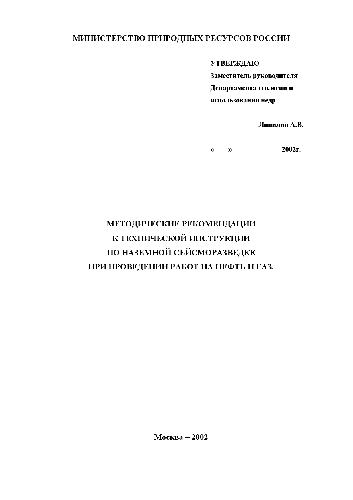 МИНИСТЕРСТВО ПРИРОДНЫХ РЕСУРСОВ РОССИИ
УТВЕРЖДАЮ
Заместитель руководителя
Департамента геологии и
использования недр
А.В.
« » 2002г.
МЕТОДИЧЕСКИЕ РЕКОМЕНДАЦИИ
К ТЕХНИЧЕСКОЙ ИНСТРУКЦИИ
ПО НАЗЕМНОЙ СЕЙСМОРАЗВЕДКЕ
ПРИ ПРОВЕДЕНИИ РАБОТ НА НЕФТЬ И ГАЗ.
Москва – 2002